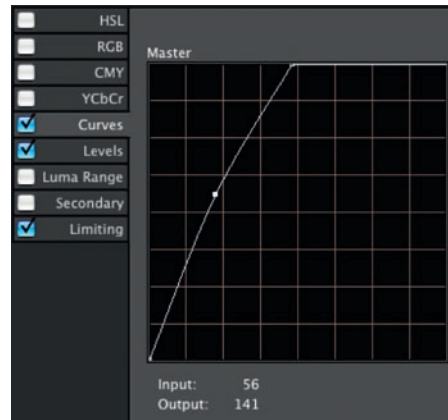 HSL
RGB
CMY
YCbCr
Curves
Levels
Luma Range
Secondary
Limiting
Master
Input: 56
Output: 141